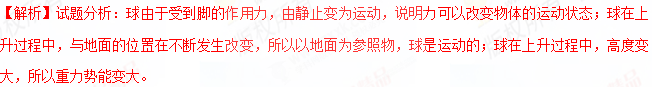 【解析】试题分析：球由于受到脚的作用力，由静止变为运动，说明力可以改变物体的运动状态；球在上
升过程中，与地面的位置在不断发生改变，所以以地面为参照物，球是运动的；球在上升过程中，高度变
大，所以重力势能变大。